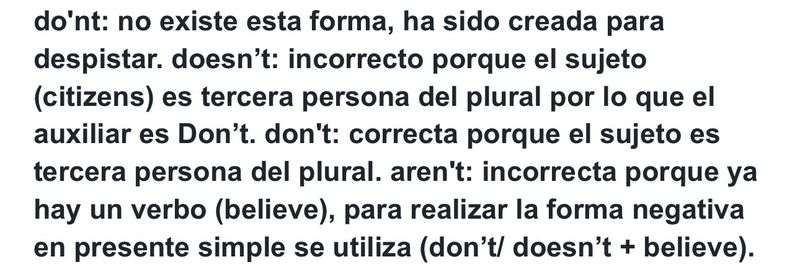 do'nt: no existe esta forma, ha sido creada para
despistar. doesn’t: incorrecto porque el sujeto
(citizens) es tercera persona del plural por lo que el
auxiliar es Don’t. don't: correcta porque el sujeto es
tercera persona del plural. aren't: incorrecta porque ya
hay un verbo (believe), para realizar la forma negativa
en presente simple se utiliza (don’t/ doesn’t + believe).